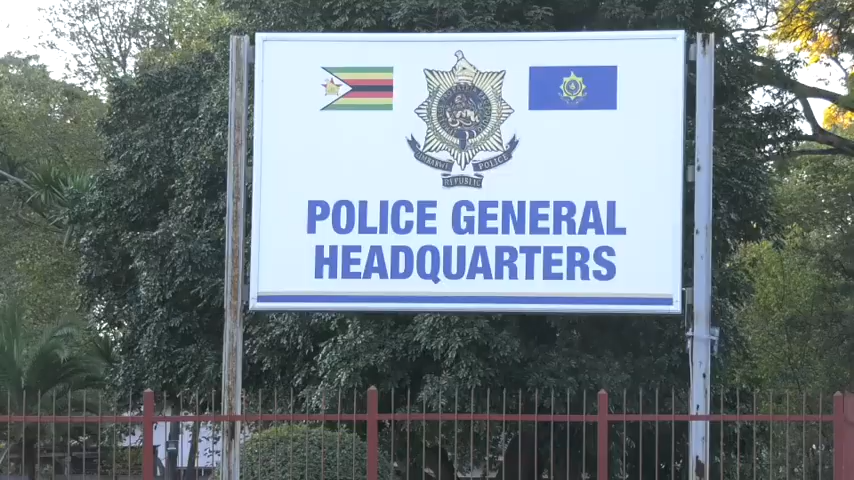 ZIMBABWE POLICE
REPUBLIC
POLICE GENERAL
HEADQUARTERS